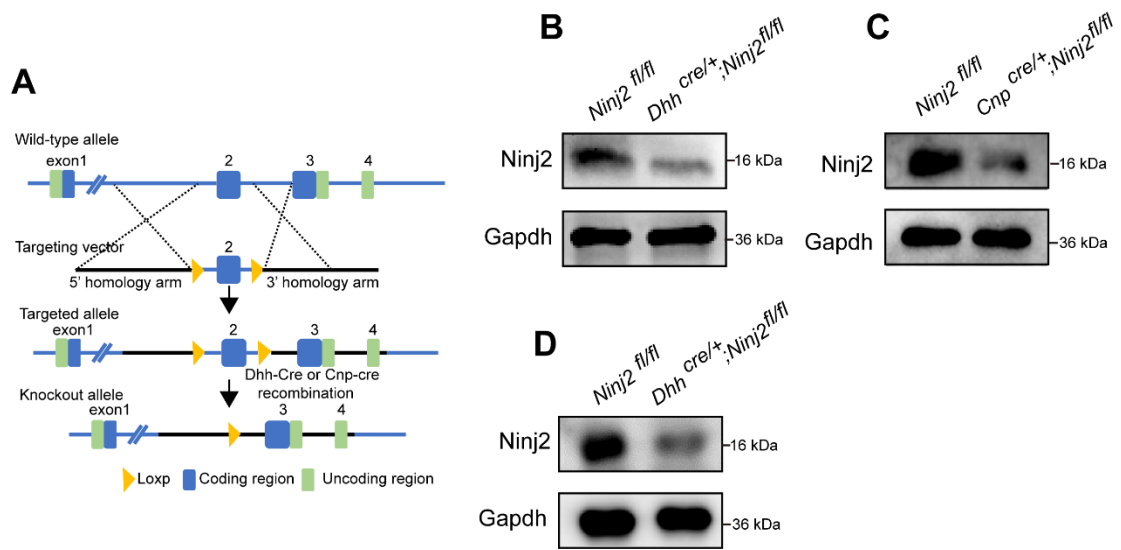 A
Wild-type allele
exon1
2
3
4
Targeting vector
2
5' homology arm
3' homology arm
Targeted allele
exon1
2
3
4
Dhh-Cre or Cnp-cre
recombination
Knockout allele
exon1
3
4
Loxp
Coding region
Uncoding region
B
Ninj2 fl/fl
Dhh cre/+;Ninj2fl/fl
Ninj2
16 kDa
Gapdh
36 kDa
C
Ninj2 fl/fl
Cnp cre/+;Ninj2fl/fl
Ninj2
16 kDa
Gapdh
36 kDa
D
Ninj2 fl/fl
Dhh cre/+;Ninj2fl/fl
Ninj2
16 kDa
Gapdh
36 kDa